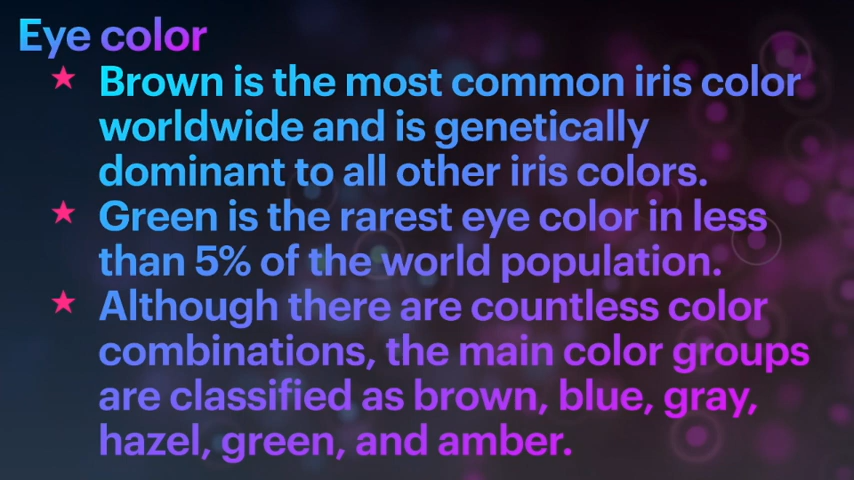 Eye color
Brown is the most common iris color
worldwide and is genetically
dominant to all other iris colors.
Green is the rarest eye color in less
than 5% of the world population.
Although there are countless color
combinations, the main color groups
are classified as brown, blue, gray,
hazel, green, and amber.